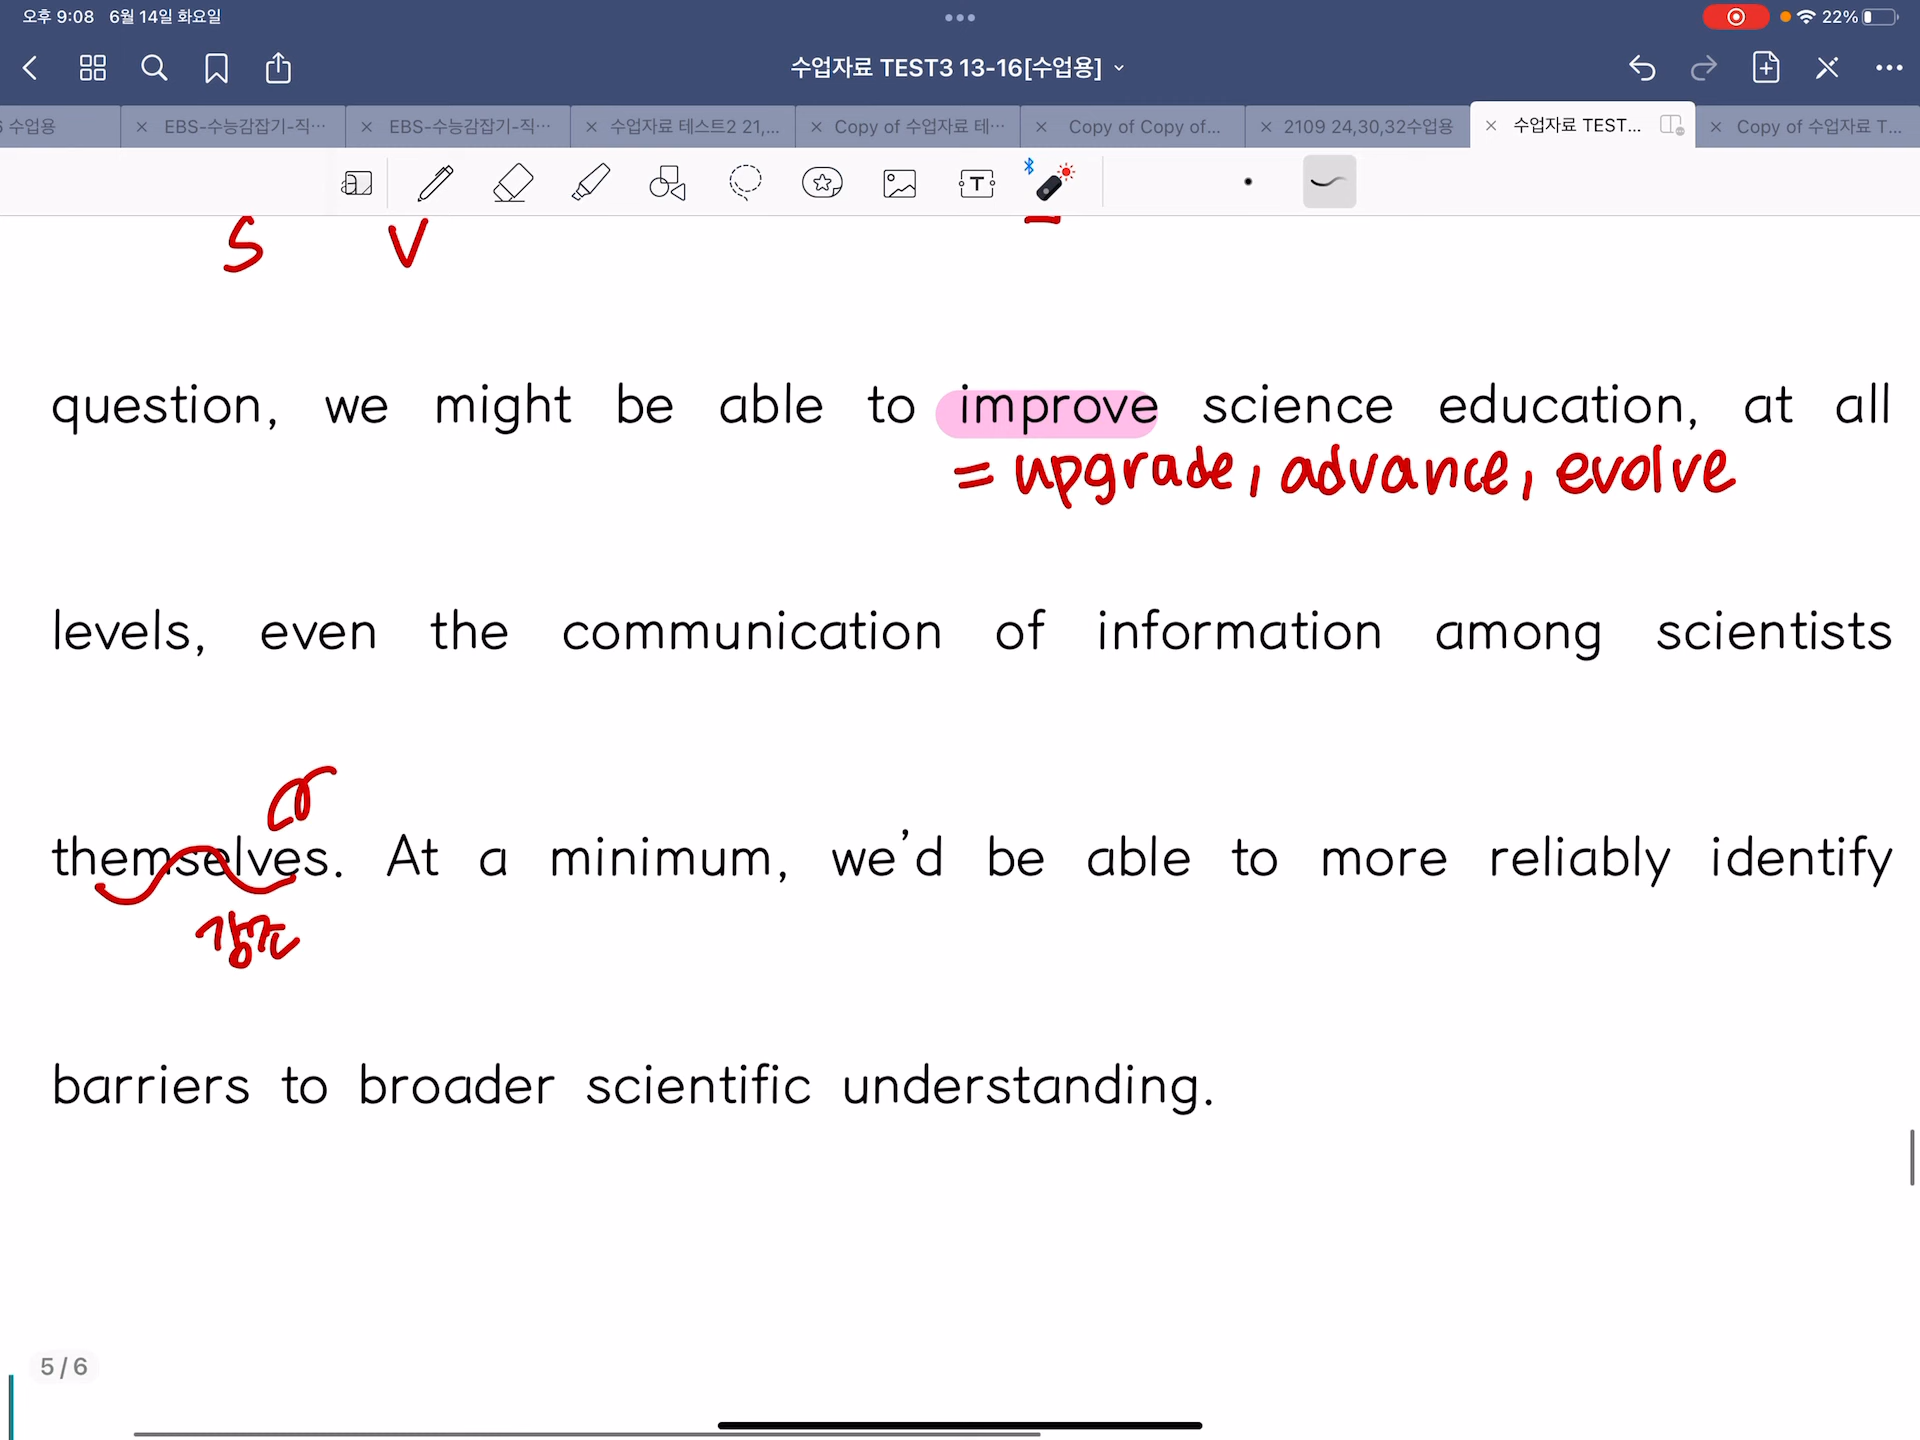 오후 9:08 6월 14일 화요일
22%
수업자료 TEST3 13-16[수업용]
6 수업용
EBS-수능감잡기-직…
EBS-수능감잡기-직…
수업자료 테스트2 21,...
Copy of 수업자료 테…
Copy of Copy of...
2109 24,30,32수업용
수업자료 TEST...
Copy of 수업자료 T...
S V
question, we might be able to improve science education, at all
= upgrade, advance, evolve
levels, even the communication of information among scientists
themselves. At a minimum, we'd be able to more reliably identify
강조
barriers to broader scientific understanding.
5 / 6